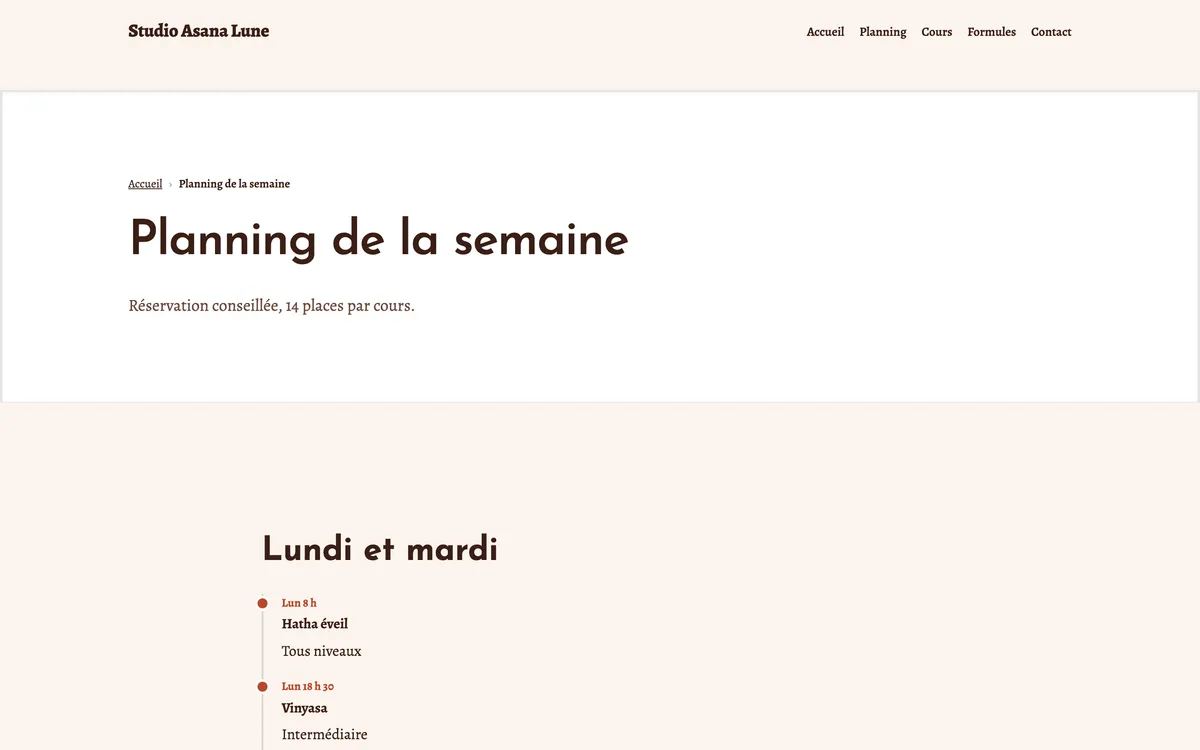 Studio Asana Lune
Accueil Planning Cours Formules Contact
Accueil › Planning de la semaine
Planning de la semaine
Réservation conseillée, 14 places par cours.
Lundi et mardi
Lun 8 h
Hatha éveil
Tous niveaux
Lun 18 h 30
Vinyasa
Intermédiaire